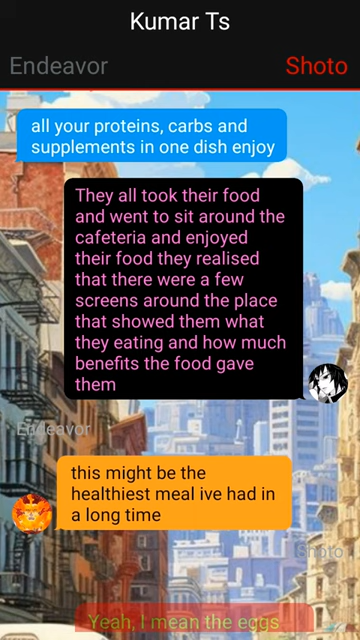 Kumar Ts
Endeavor
Shoto
all your proteins, carbs and
supplements in one dish enjoy
They all took their food
and went to sit around the
cafeteria and enjoyed
their food they realised
that there were a few
screens around the place
that showed them what
they eating and how much
benefits the food gave
them
Endeavor
this might be the
healthiest meal ive had in
a long time
Shoto
Yeah, I mean the eggs